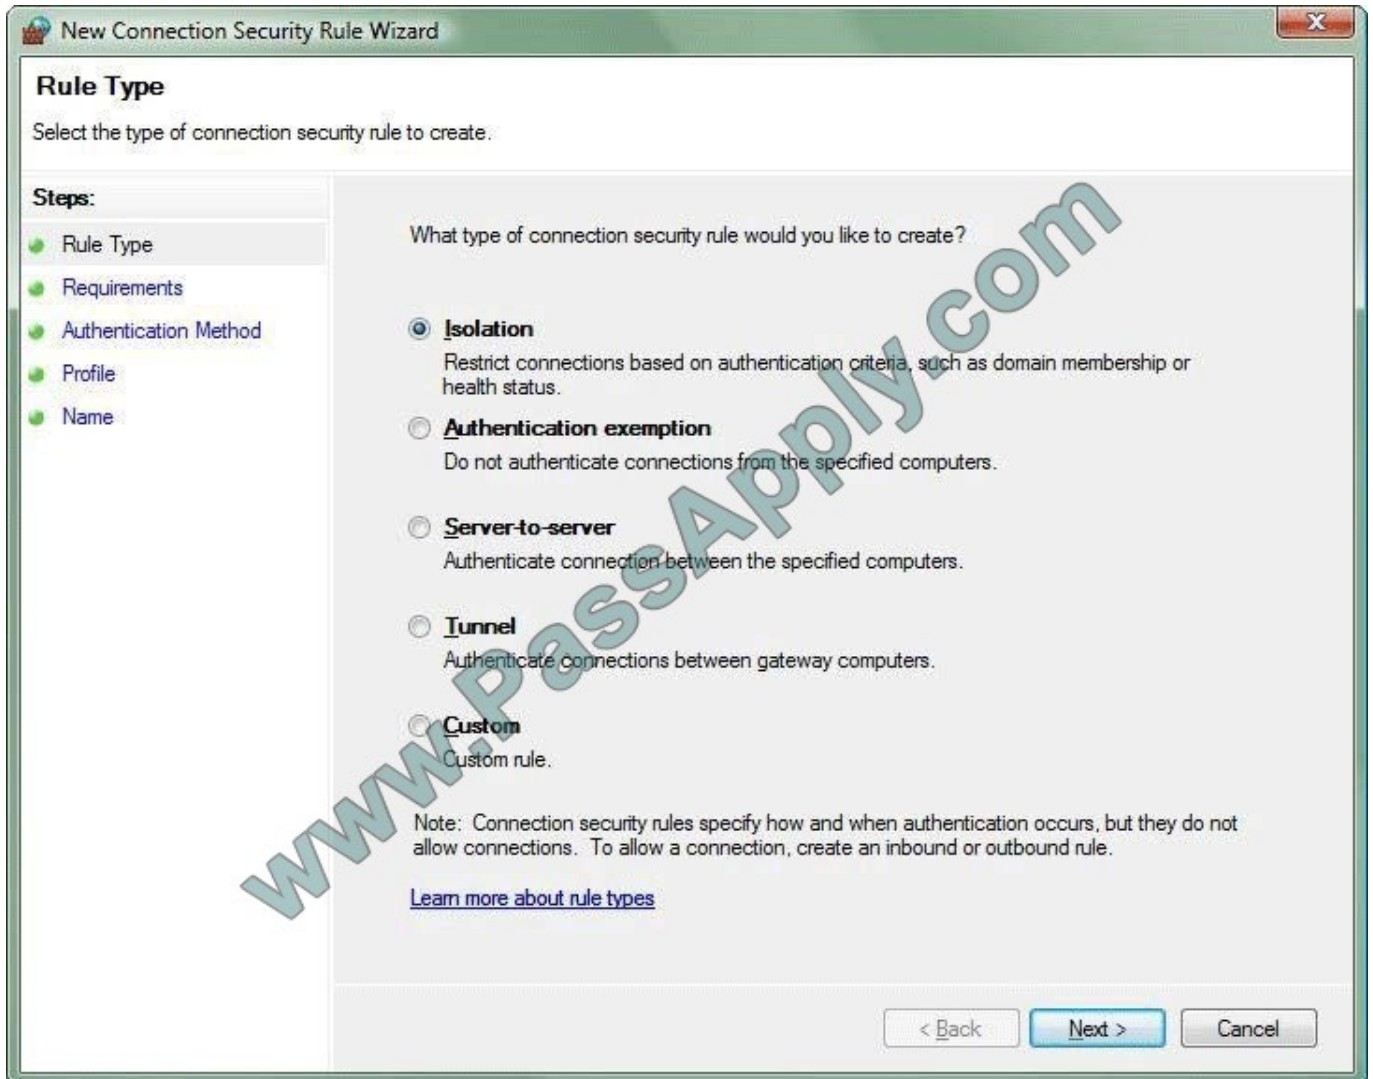 New Connection Security Rule Wizard
Rule Type
Select the type of connection security rule to create.
Steps:
Rule Type
Requirements
Authentication Method
Profile
Name
What type of connection security rule would you like to create?
Isolation
Restrict connections based on authentication criteria, such as domain membership or
health status.
Authentication exemption
Do not authenticate connections from the specified computers.
Server-to-server
Authenticate connection between the specified computers.
Tunnel
Authenticate connections between gateway computers.
Custom
Custom rule.
Note: Connection security rules specify how and when authentication occurs, but they do not
allow connections. To allow a connection, create an inbound or outbound rule.
Learn more about rule types
< Back
Next >
Cancel
www.PassApply.com